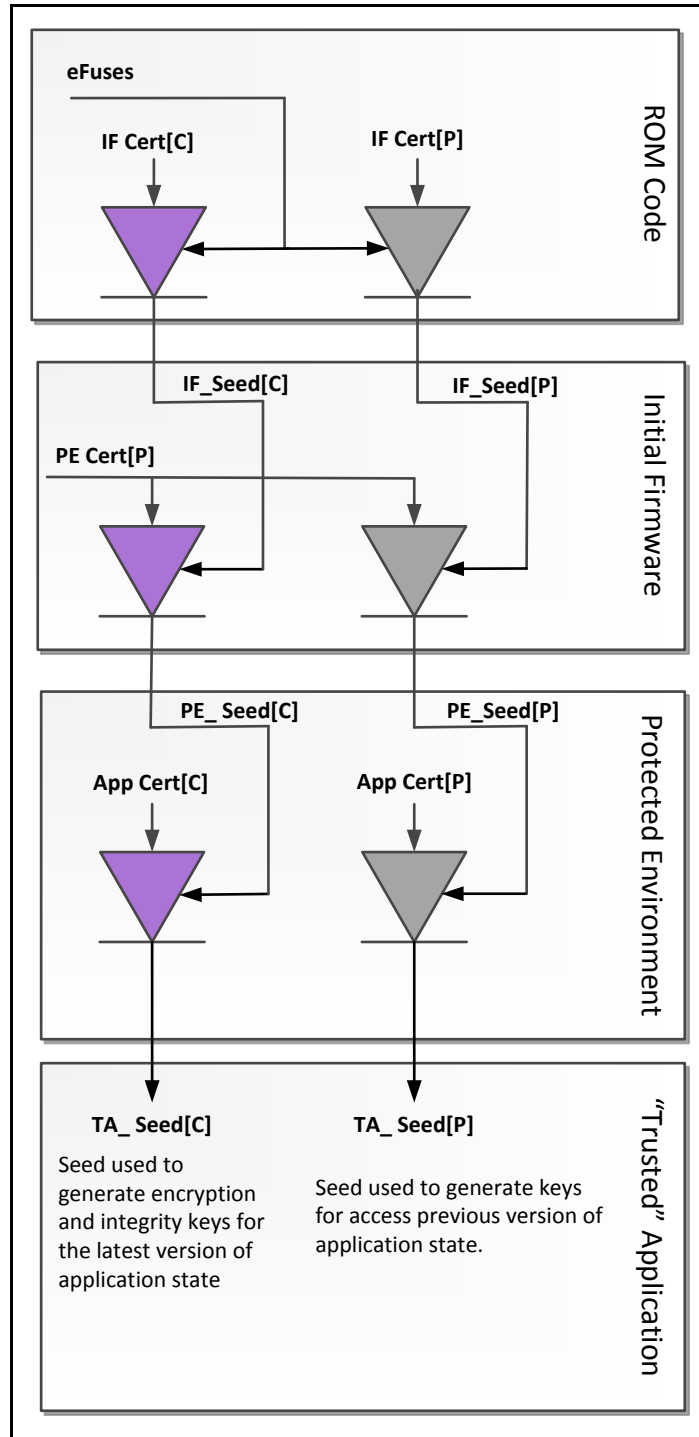 eFuses
IF Cert[C]
IF Cert[P]
ROM Code
IF_Seed[C]
IF_Seed[P]
PE Cert[P]
Initial Firmware
PE_ Seed[C]
PE_Seed[P]
App Cert[C]
App Cert[P]
Protected Environment
TA_ Seed[C]
TA_ Seed[P]
Seed used to
generate encryption
and integrity keys for
the latest version of
application state
Seed used to generate keys
for access previous version of
application state.
“Trusted” Application